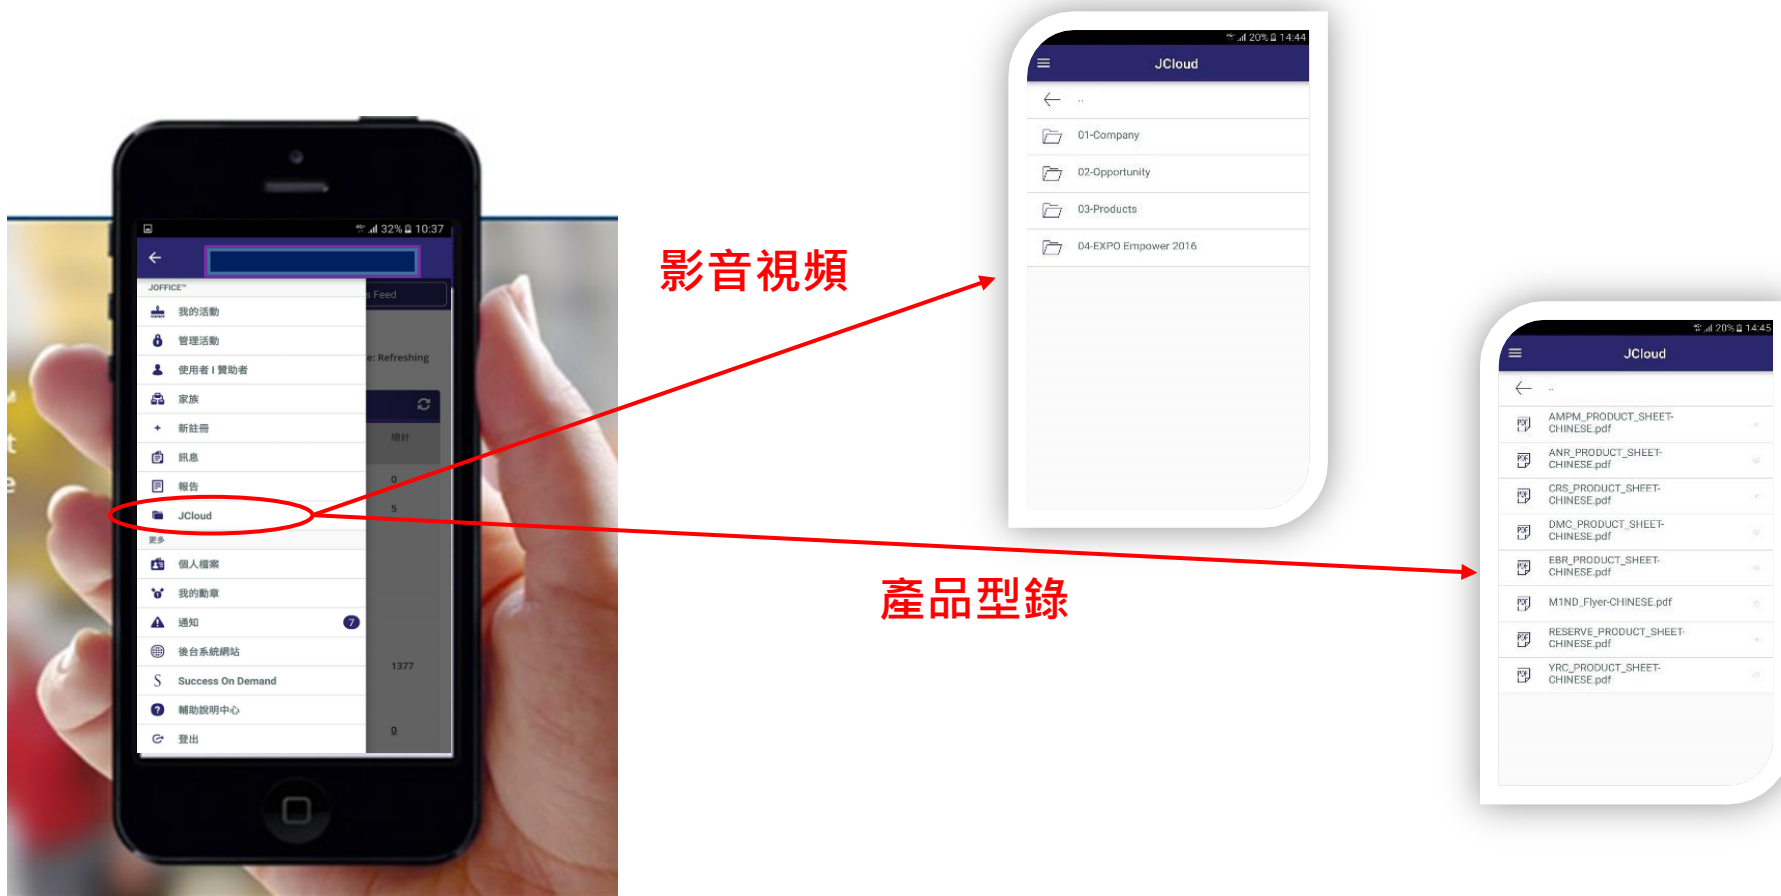 32% 10:37
JOFFICE™
我的活動
管理活動
使用者 I 贊助者
家族
+ 新註冊
訊息
報告
JCloud
更多
個人檔案
我的勳章
通知 7
後台系統網站
S Success On Demand
輔助說明中心
登出
s Feed
e: Refreshing
總計
0
5
1377
0
影音視頻
產品型錄
20% 14:44
JCloud
..
01-Company
02-Opportunity
03-Products
04-EXPO Empower 2016
20% 14:45
JCloud
..
AMPM_PRODUCT_SHEET-
CHINESE.pdf
ANR_PRODUCT_SHEET-
CHINESE.pdf
CRS_PRODUCT_SHEET-
CHINESE.pdf
DMC_PRODUCT_SHEET-
CHINESE.pdf
EBR_PRODUCT_SHEET-
CHINESE.pdf
M1ND_Flyer-CHINESE.pdf
RESERVE_PRODUCT_SHEET-
CHINESE.pdf
YRC_PRODUCT_SHEET-
CHINESE.pdf